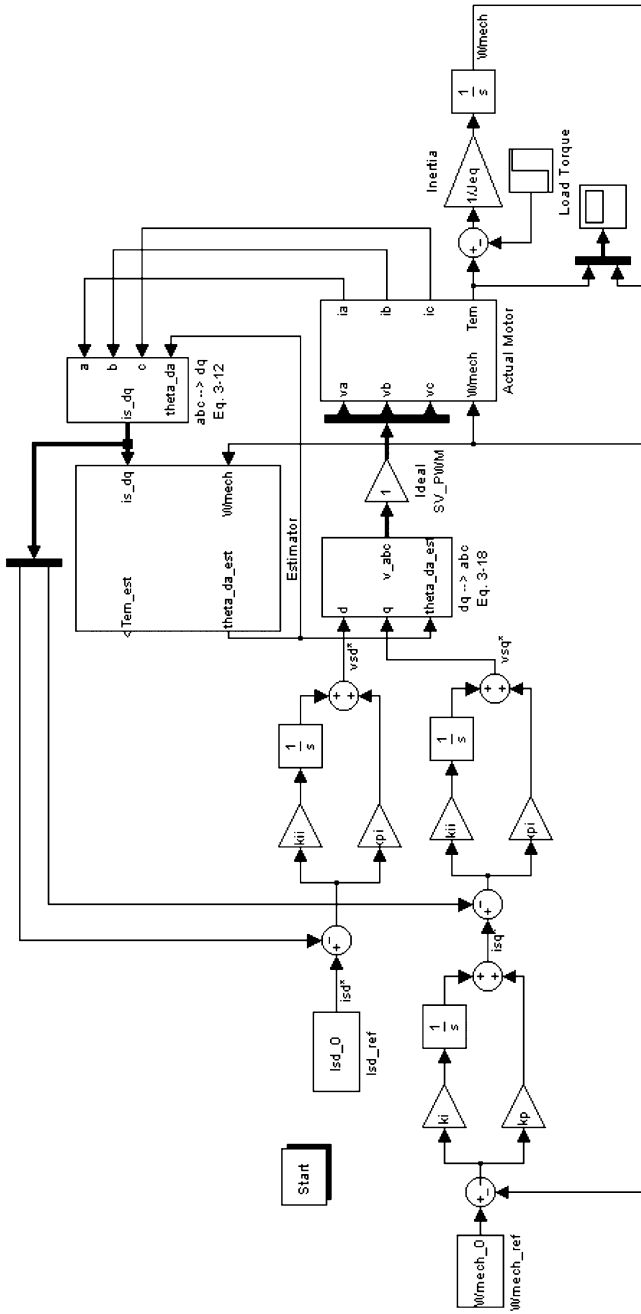 Start
Wmech_0
Wmech_ref
+
-
ki
kp
1
s
+
+
isq*
+
-
Isd_0
Isd_ref
isd*
+
-
kii
kpi
1
s
+
+
vsd*
kii
kpi
1
s
+
+
vsq*
Tem_est
is_dq
theta_da_est
Wmech
Estimator
a
b
c
is_dq
theta_da
abc --> dq
Eq. 3-12
d
q
v_abc
theta_da_est
dq --> abc
Eq. 3-18
1
Ideal
SV_PWM
va
vb
vc
Wmech
ia
ib
ic
Tem
Actual Motor
+
-
1/Jeq
Inertia
1
s
Wmech
Load Torque